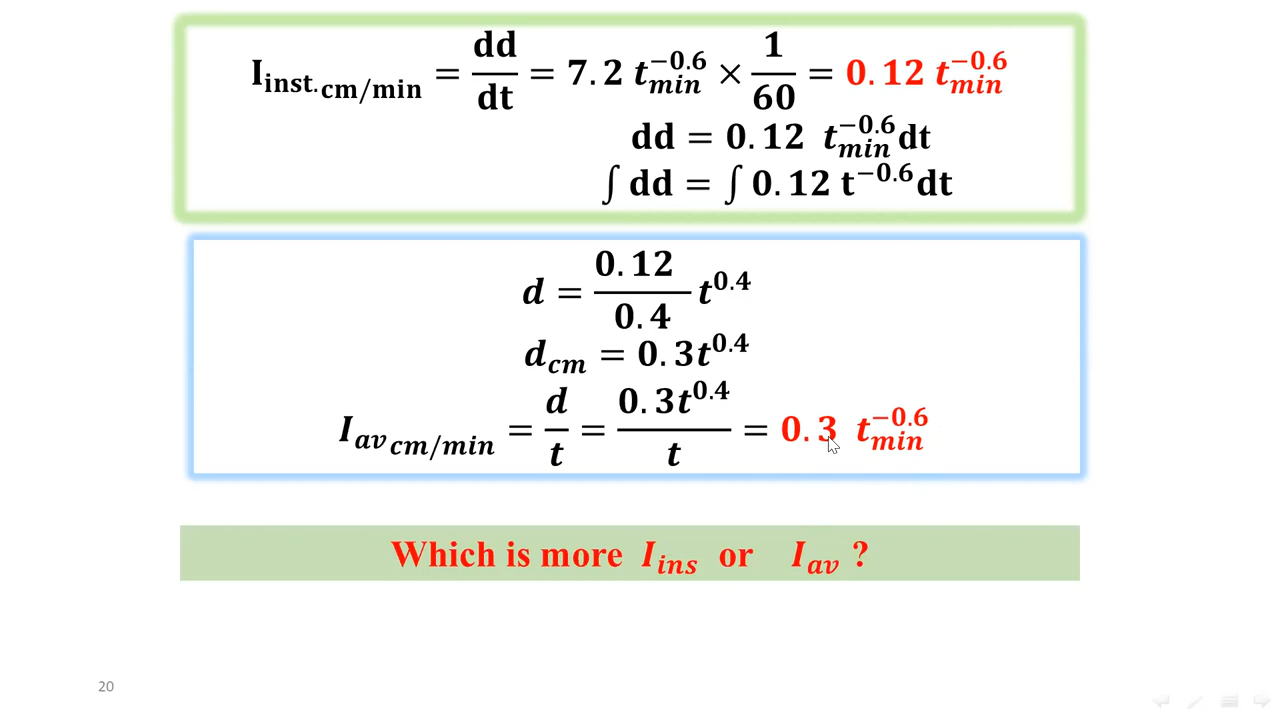 I_inst.cm/min = dd/dt = 7.2 t_min^−0.6 × 1/60 = 0.12 t_min^−0.6
dd = 0.12 t_min^−0.6 dt
∫ dd = ∫ 0.12 t^−0.6 dt
d = 0.12/0.4 t^0.4
d_cm = 0.3t^0.4
I_av cm/min = d/t = 0.3t^0.4/t = 0.3 t_min^−0.6
Which is more I_ins or I_av ?
20